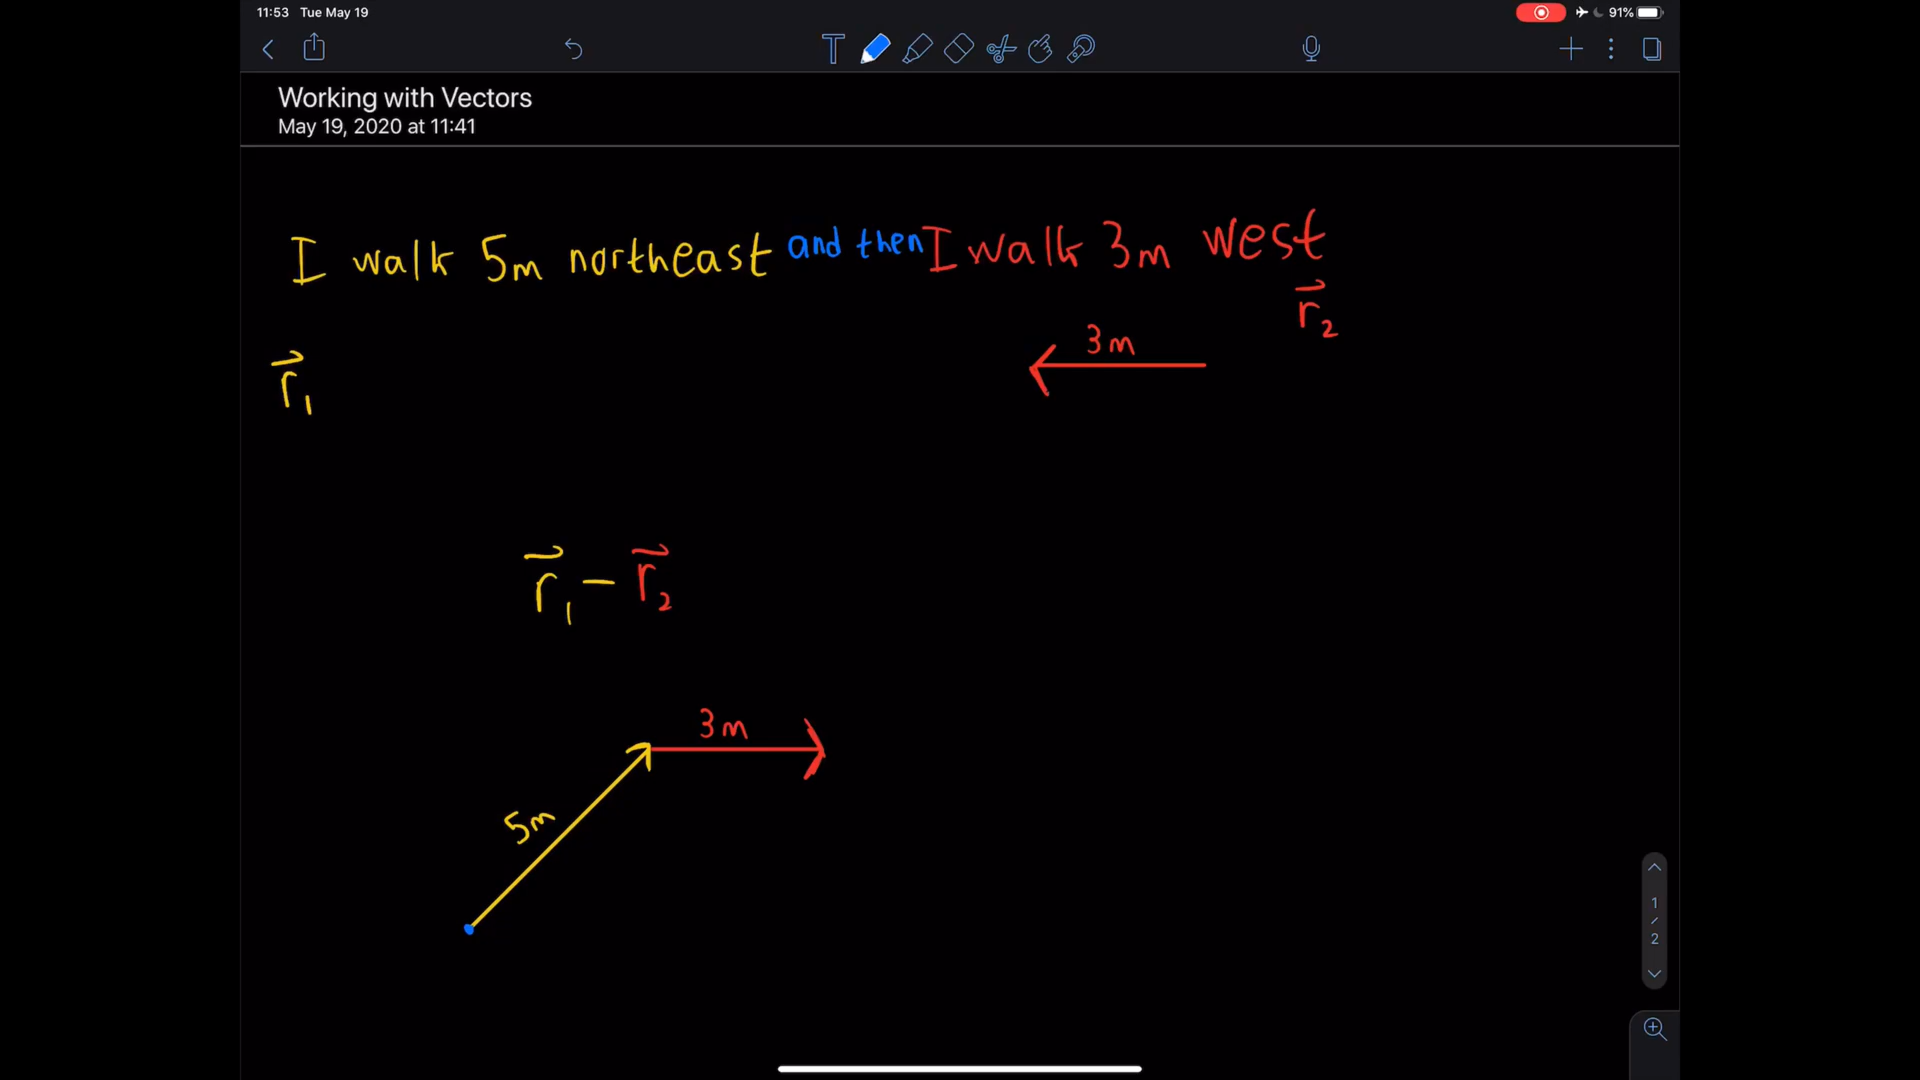 11:53 Tue May 19
91%
T
Working with Vectors
May 19, 2020 at 11:41
I walk 5m northeast and then I walk 3m west
r⃗₂
3m
r⃗₁
r⃗₁ − r⃗₂
3m
5m
1
/
2